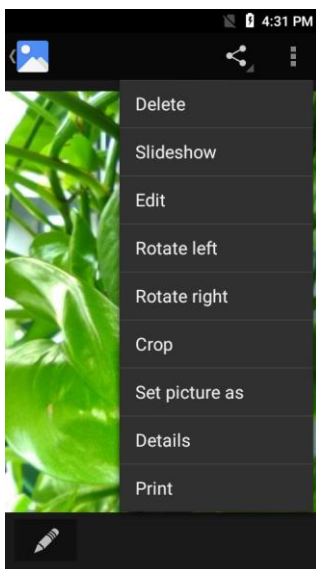 4:31 PM
Delete
Slideshow
Edit
Rotate left
Rotate right
Crop
Set picture as
Details
Print